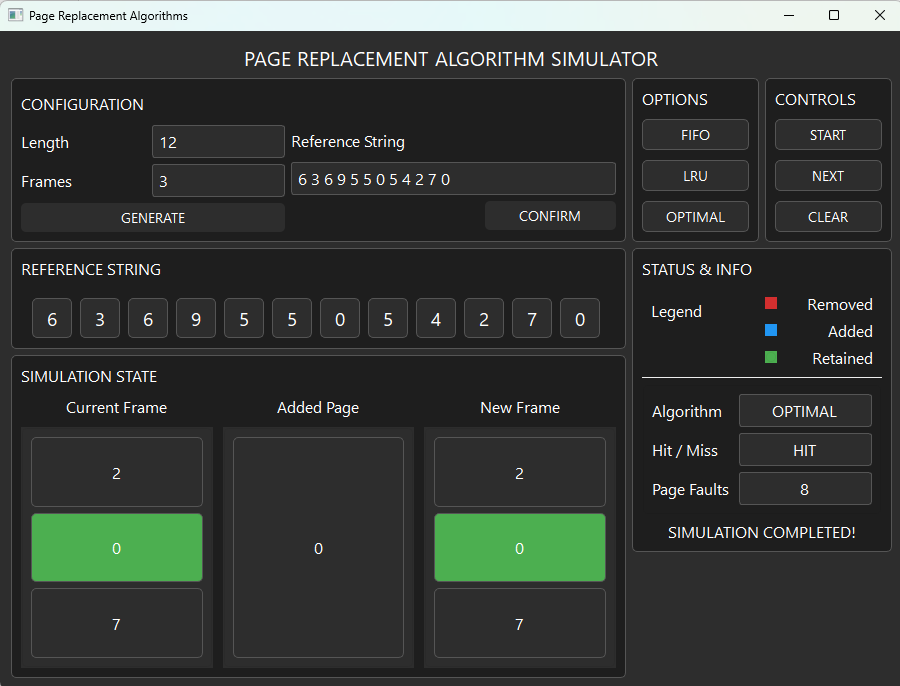 Page Replacement Algorithms
PAGE REPLACEMENT ALGORITHM SIMULATOR
CONFIGURATION
Length
12
Reference String
Frames
3
6 3 6 9 5 5 0 5 4 2 7 0
GENERATE
CONFIRM
OPTIONS
FIFO
LRU
OPTIMAL
CONTROLS
START
NEXT
CLEAR
REFERENCE STRING
6 3 6 9 5 5 0 5 4 2 7 0
SIMULATION STATE
Current Frame
2
0
7
Added Page
0
New Frame
2
0
7
STATUS & INFO
Legend
Removed
Added
Retained
Algorithm
OPTIMAL
Hit / Miss
HIT
Page Faults
8
SIMULATION COMPLETED!